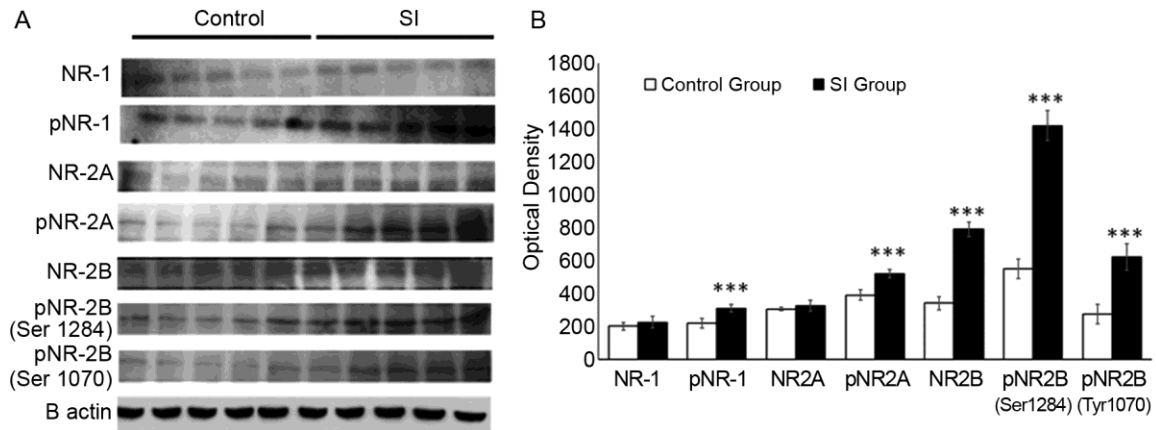 A
Control SI
NR-1
pNR-1
NR-2A
pNR-2A
NR-2B
pNR-2B
(Ser 1284)
pNR-2B
(Ser 1070)
B actin
B
Control Group SI Group
Optical Density
1800
1600
1400
1200
1000
800
600
400
200
0
***
***
***
***
***
NR-1 pNR-1 NR2A pNR2A NR2B pNR2B pNR2B
(Ser1284) (Tyr1070)